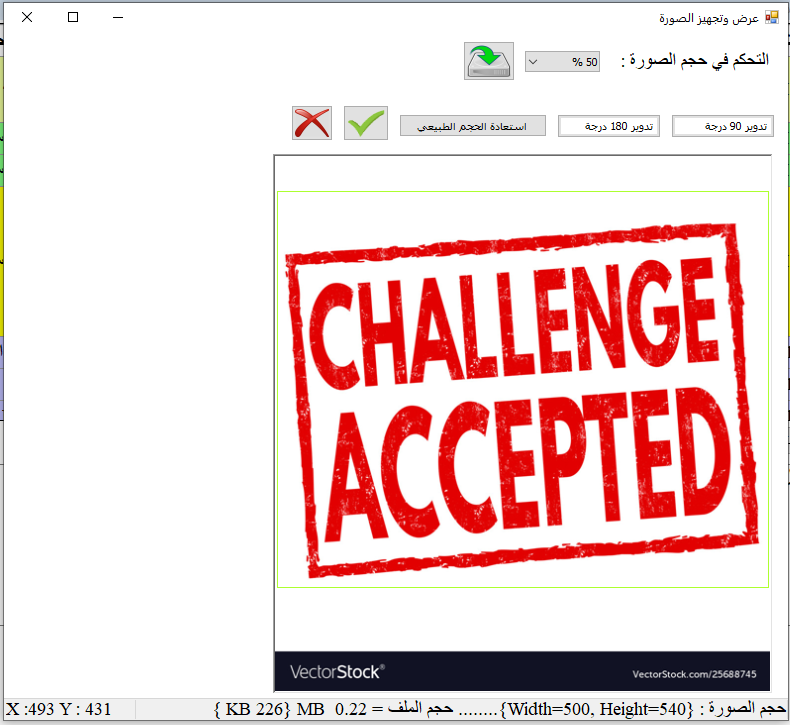 عرض وتجهيز الصورة
التحكم في حجم الصورة :
50 %
تدوير 90 درجة
تدوير 180 درجة
استعادة الحجم الطبيعي
CHALLENGE
ACCEPTED
VectorStock®
VectorStock.com/25688745
حجم الصورة : {Width=500, Height=540}........ حجم الملف = 0.22 MB {226 KB }
X :493 Y : 431